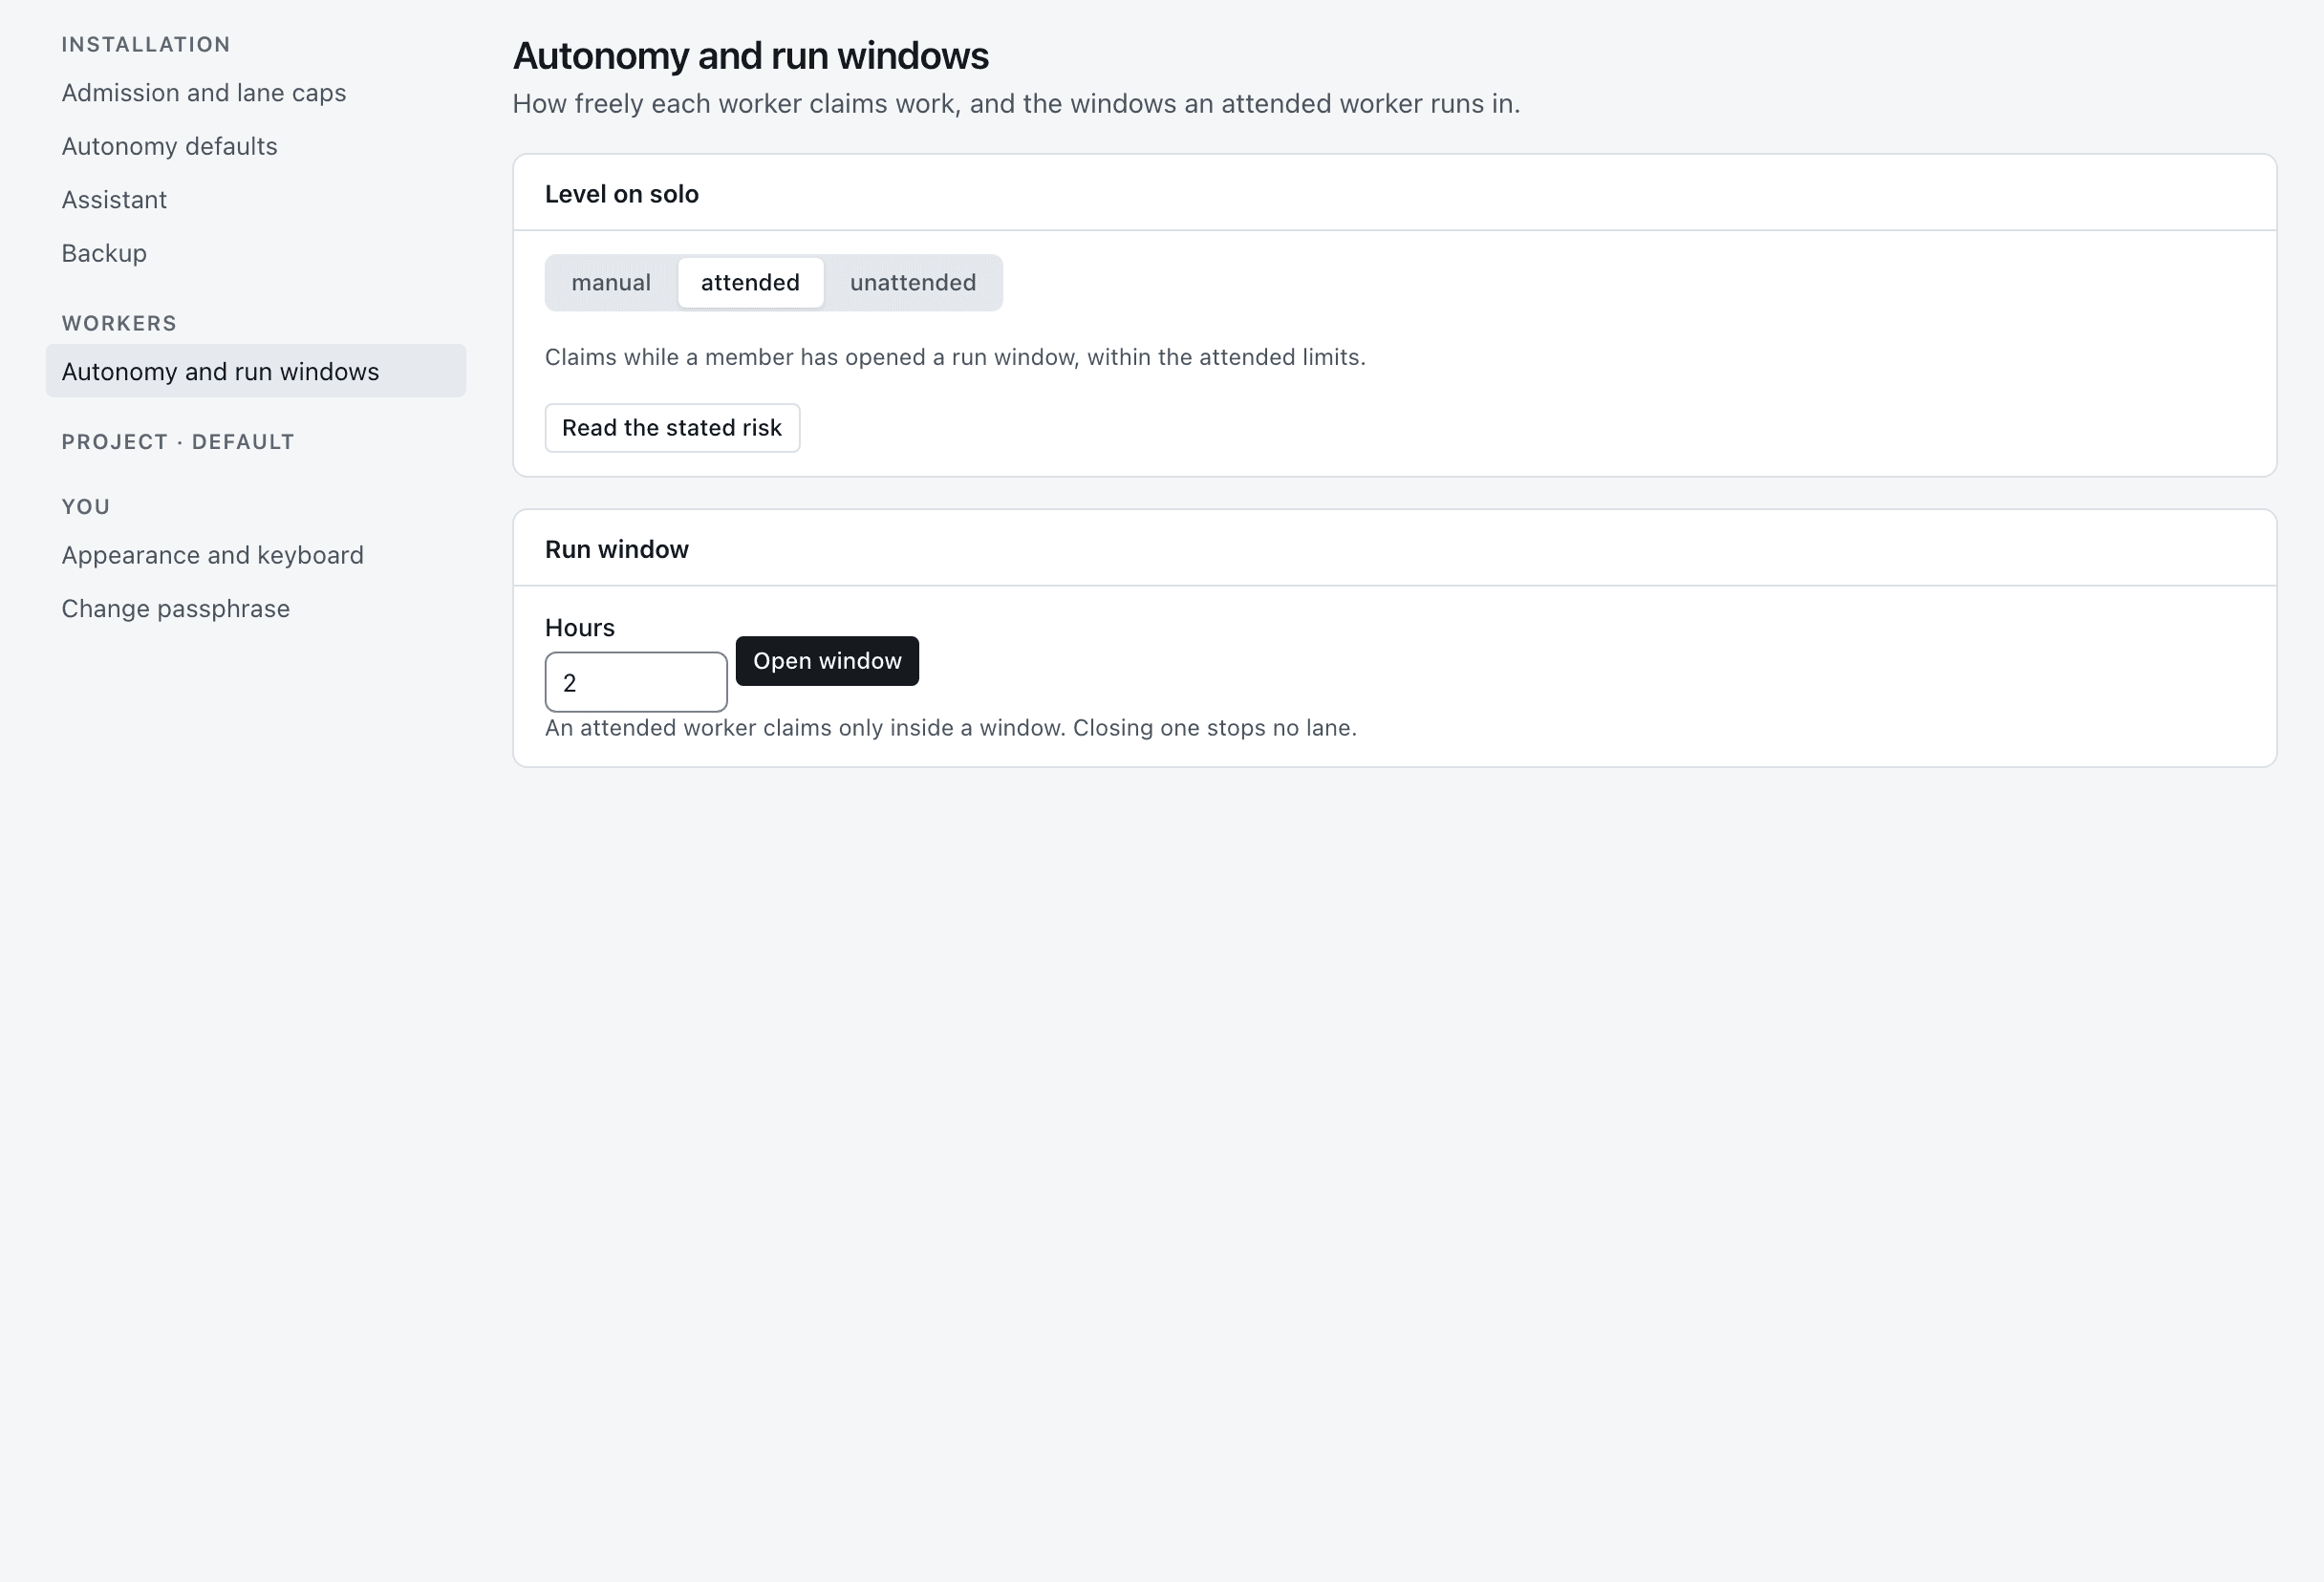 INSTALLATION
Admission and lane caps
Autonomy defaults
Assistant
Backup
WORKERS
Autonomy and run windows
PROJECT · DEFAULT
YOU
Appearance and keyboard
Change passphrase
Autonomy and run windows
How freely each worker claims work, and the windows an attended worker runs in.
Level on solo
manual attended unattended
Claims while a member has opened a run window, within the attended limits.
Read the stated risk
Run window
Hours
2 Open window
An attended worker claims only inside a window. Closing one stops no lane.